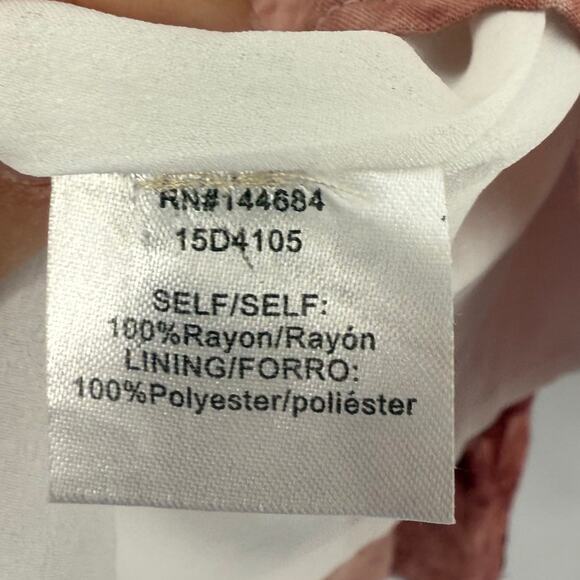 RN#144684
15D4105
SELF/SELF:
100%Rayon/Rayón
LINING/FORRO:
100%Polyester/poliéster